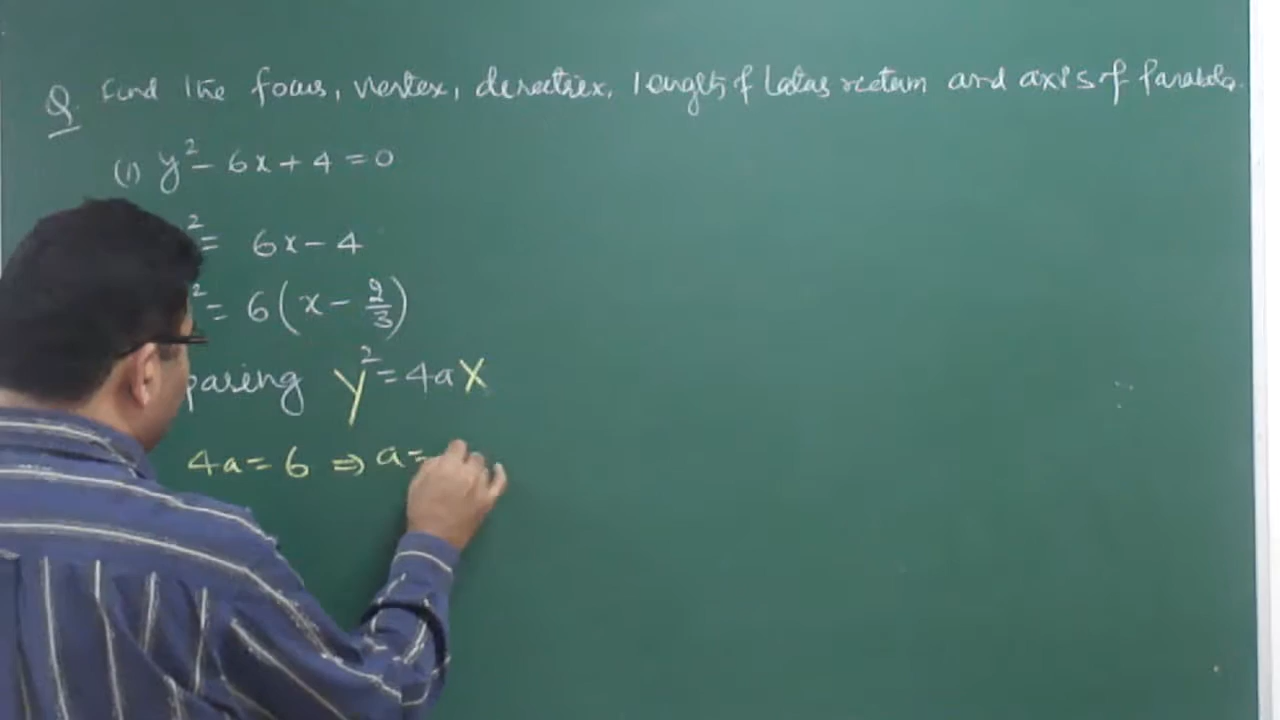 Q Find the focus, vertex, directrix, length of latus rectum and axis of parabola.
(1) y² - 6x + 4 = 0
² = 6x - 4
² = 6(x - 2/3)
paring Y² = 4aX
4a = 6 ⇒ a =